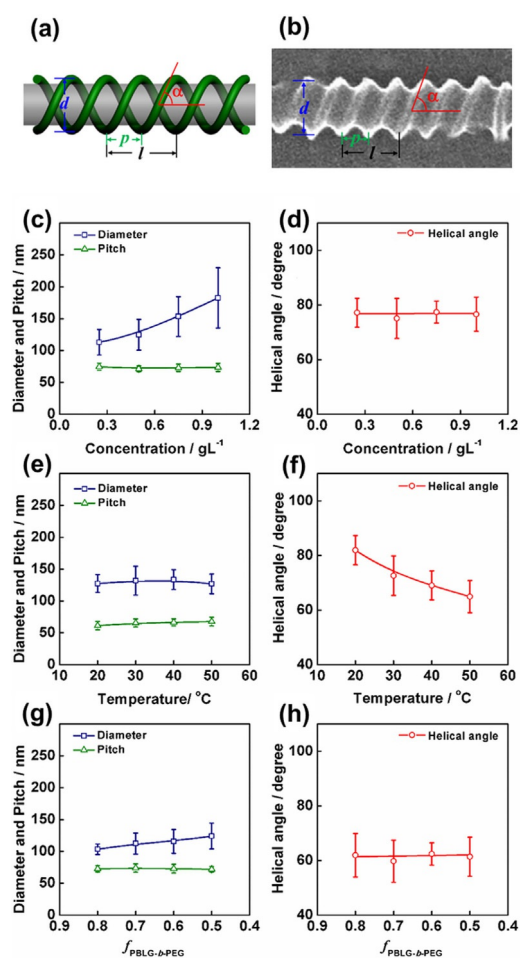 (a)
(b)
d
α
p
l
d
α
p
l
(c)
(d)
Diameter and Pitch / nm
300
250
200
150
100
50
0
Diameter
Pitch
0.0 0.3 0.6 0.9 1.2
Concentration / gL⁻¹
Helical angle / degree
100
80
60
40
Helical angle
0.0 0.3 0.6 0.9 1.2
Concentration / gL⁻¹
(e)
(f)
Diameter and Pitch / nm
300
250
200
150
100
50
0
Diameter
Pitch
10 20 30 40 50 60
Temperature/ °C
Helical angle / degree
100
80
60
40
Helical angle
10 20 30 40 50 60
Temperature / °C
(g)
(h)
Diameter and Pitch / nm
300
250
200
150
100
50
0
Diameter
Pitch
0.9 0.8 0.7 0.6 0.5 0.4
f PBLG-b-PEG
Helical angle / degree
100
80
60
40
Helical angle
0.9 0.8 0.7 0.6 0.5 0.4
f PBLG-b-PEG